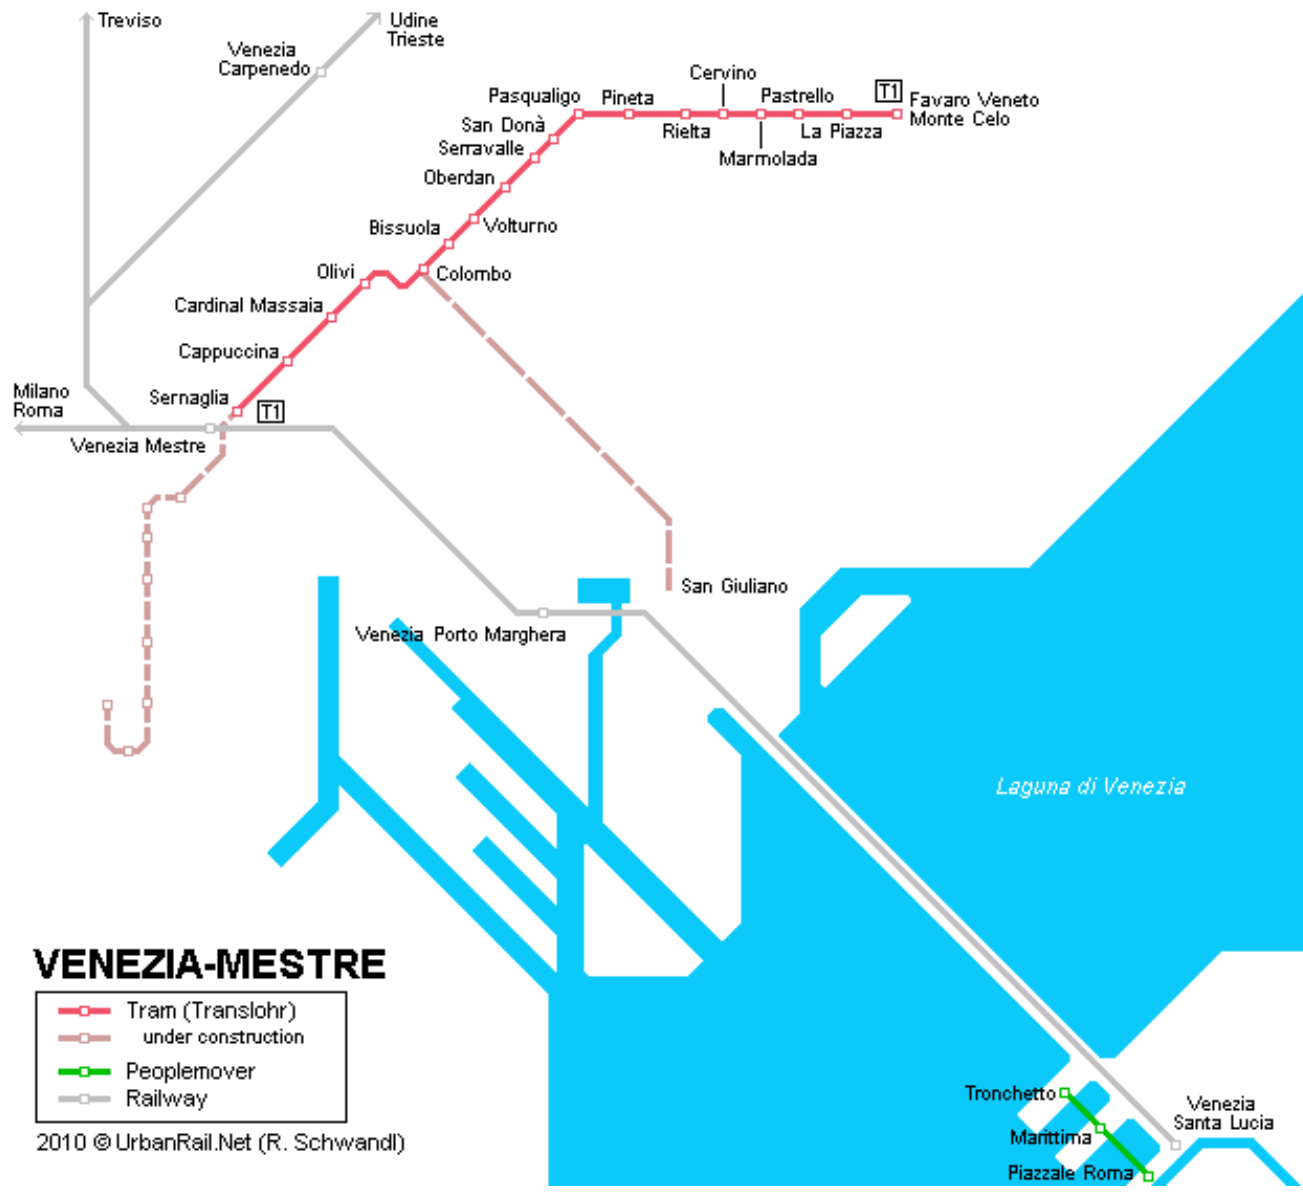 Treviso
Udine
Trieste
Venezia
Carpenedo
Cervino
Pasqualigo
Pineta
Pastrello
T1
Favaro Veneto
Monte Celo
San Donà
Rielta
La Piazza
Serravalle
Marmolada
Oberdan
Bissuola
Volturno
Olivi
Colombo
Cardinal Massaia
Cappuccina
Milano
Roma
Sernaglia
T1
Venezia Mestre
San Giuliano
Venezia Porto Marghera
Laguna di Venezia
VENEZIA-MESTRE
Tram (Translohr)
under construction
Peoplemover
Railway
2010 © UrbanRail.Net (R. Schwandl)
Tronchetto
Venezia
Santa Lucia
Marittima
Piazzale Roma